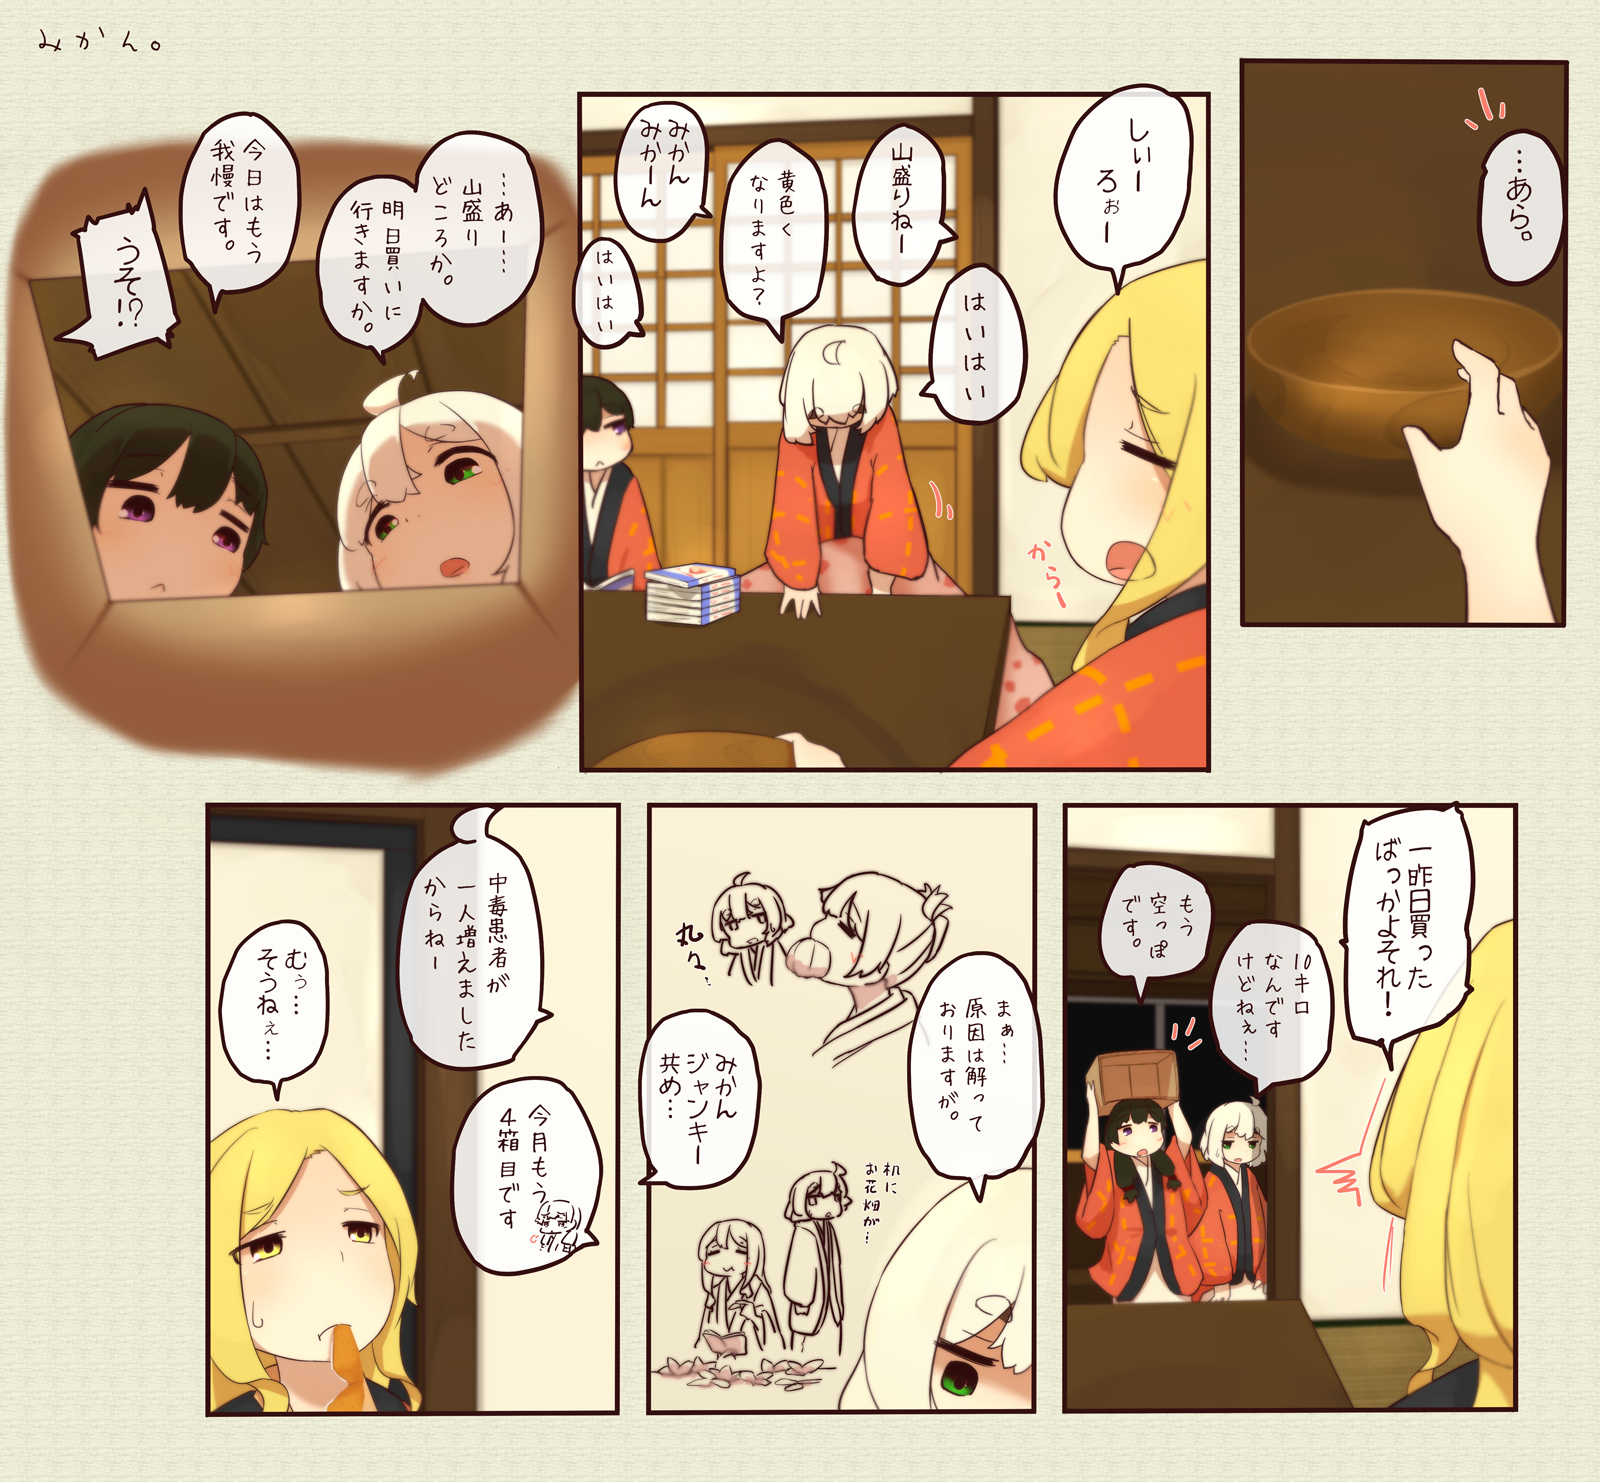 みかん。
…あら。
しぃー
ろぉー
からー
はいはい
山盛りねー
黄色く
なりますよ？
みかん
みかーん
はいはい
…あー……
山盛り
どころか。
明日買いに
行きますか。
今日はもう
我慢です。
うそ!?
一昨日買った
ばっかよそれ！
10キロ
なんです
けどねぇ…
もう
空っぽ
です。
まぁ…
原因は解って
おりますが。
丸々…
みかん
ジャンキー
共め…
机に
お花畑が…
中毒患者が
一人増えました
からねー
今月もう
4箱目です
むぅ…
そうねぇ…